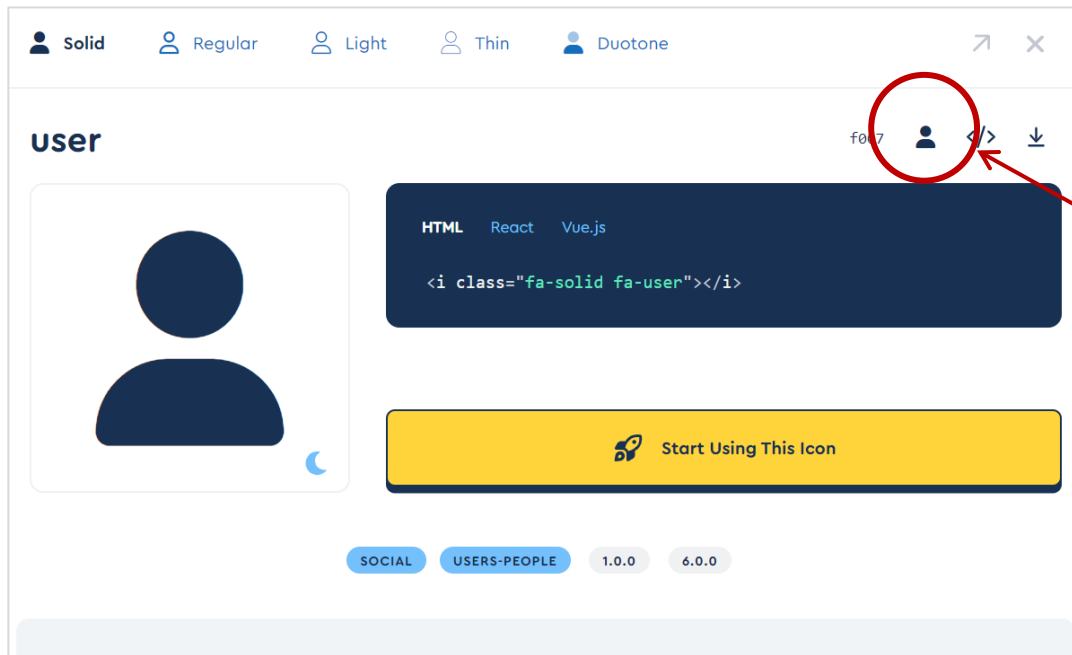 Solid Regular Light Thin Duotone
user
f007
HTML React Vue.js
<i class="fa-solid fa-user"></i>
Start Using This Icon
SOCIAL USERS-PEOPLE 1.0.0 6.0.0